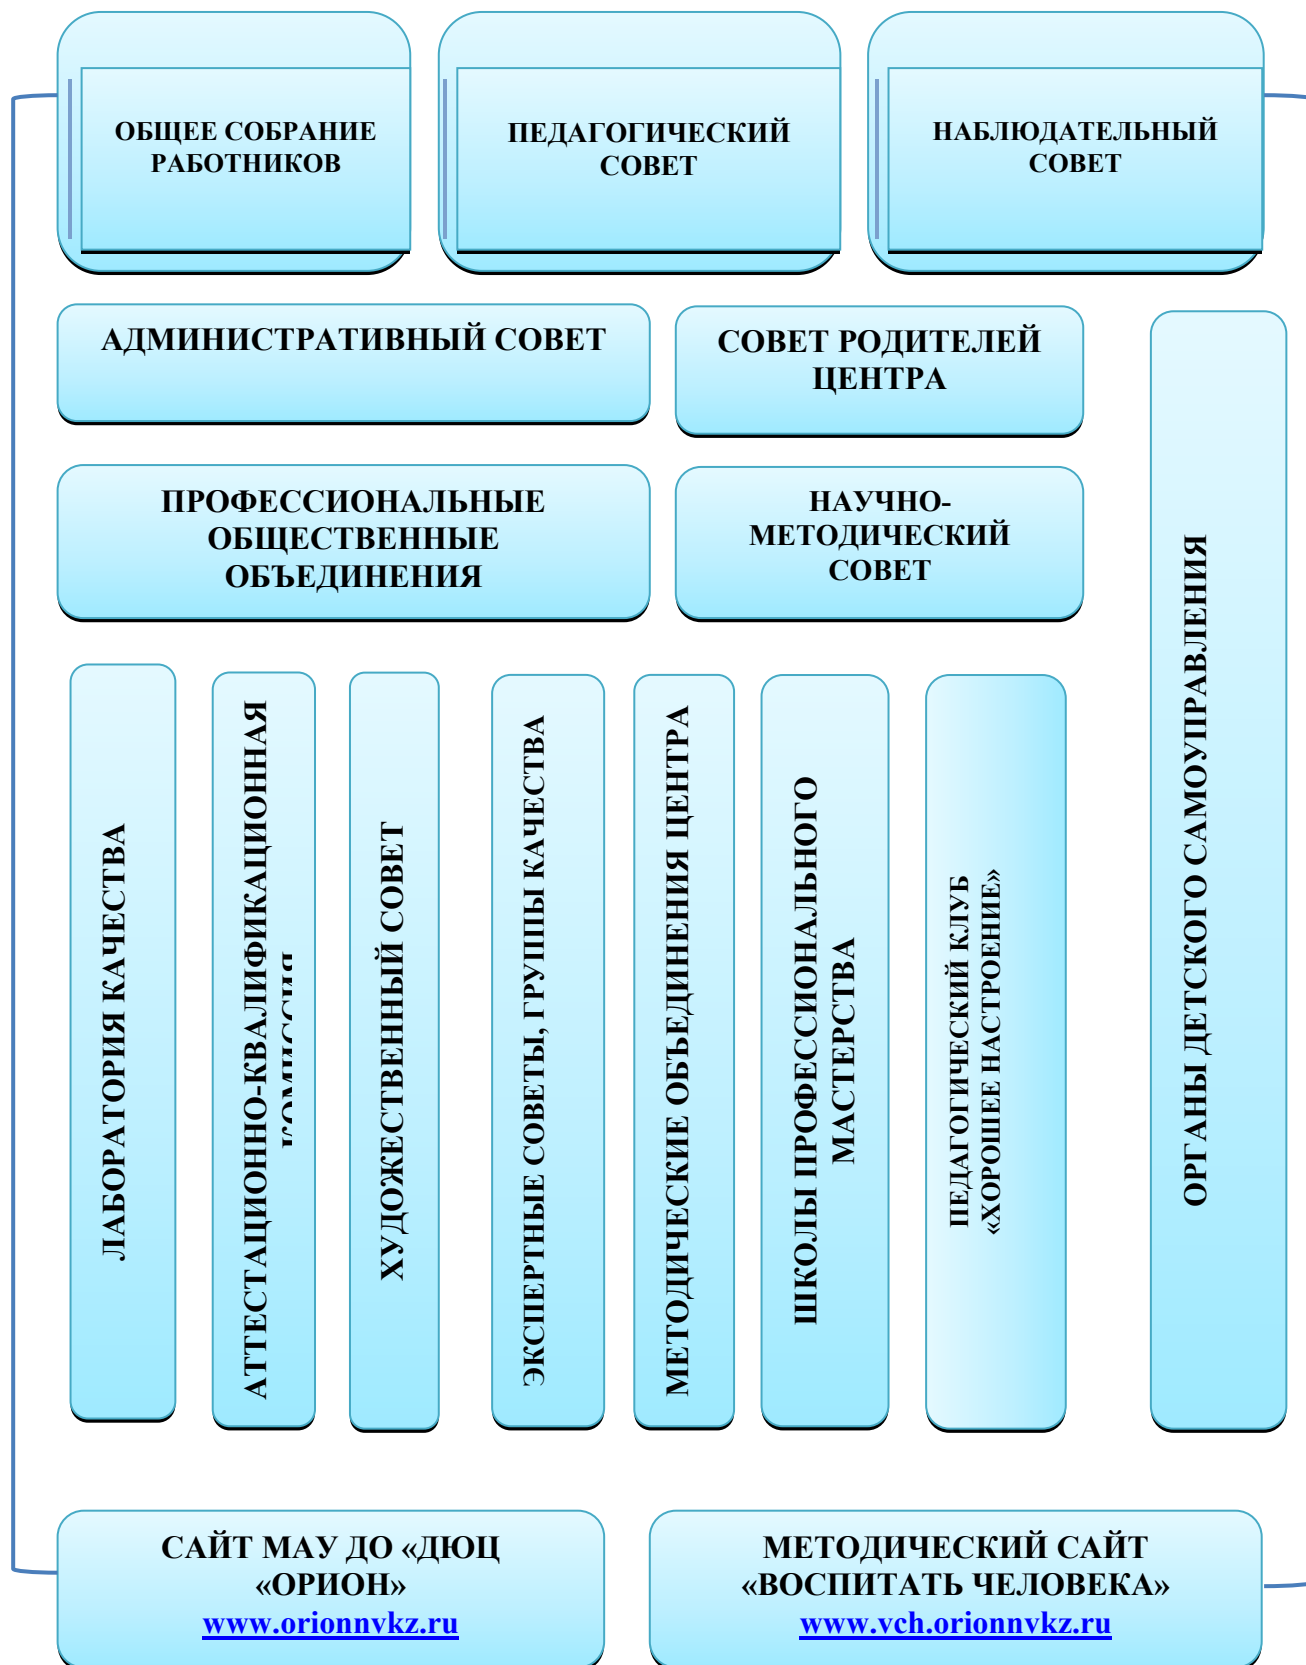 ОБЩЕЕ СОБРАНИЕ
РАБОТНИКОВ
ПЕДАГОГИЧЕСКИЙ
СОВЕТ
НАБЛЮДАТЕЛЬНЫЙ
СОВЕТ
АДМИНИСТРАТИВНЫЙ СОВЕТ
СОВЕТ РОДИТЕЛЕЙ
ЦЕНТРА
ПРОФЕССИОНАЛЬНЫЕ
ОБЩЕСТВЕННЫЕ
ОБЪЕДИНЕНИЯ
НАУЧНО-
МЕТОДИЧЕСКИЙ
СОВЕТ
ЛАБОРАТОРИЯ КАЧЕСТВА
АТТЕСТАЦИОННО-КВАЛИФИКАЦИОННАЯ
КОМИССИЯ
ХУДОЖЕСТВЕННЫЙ СОВЕТ
ЭКСПЕРТНЫЕ СОВЕТЫ, ГРУППЫ КАЧЕСТВА
МЕТОДИЧЕСКИЕ ОБЪЕДИНЕНИЯ ЦЕНТРА
ШКОЛЫ ПРОФЕССИОНАЛЬНОГО
МАСТЕРСТВА
ПЕДАГОГИЧЕСКИЙ КЛУБ
«ХОРОШЕЕ НАСТРОЕНИЕ»
ОРГАНЫ ДЕТСКОГО САМОУПРАВЛЕНИЯ
САЙТ МАУ ДО «ДЮЦ
«ОРИОН»
www.orionnvkz.ru
МЕТОДИЧЕСКИЙ САЙТ
«ВОСПИТАТЬ ЧЕЛОВЕКА»
www.vch.orionnvkz.ru